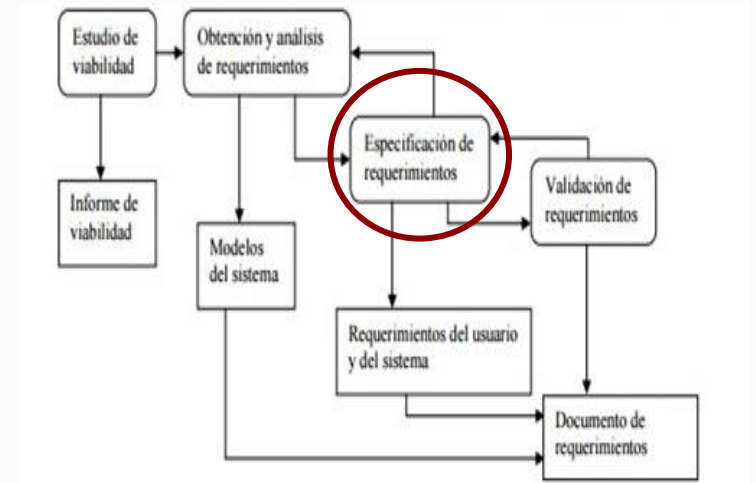 Estudio de
viabilidad
Obtención y análisis
de requerimientos
Especificación de
requerimientos
Validación de
requerimientos
Informe de
viabilidad
Modelos
del sistema
Requerimientos del usuario
y del sistema
Documento de
requerimientos